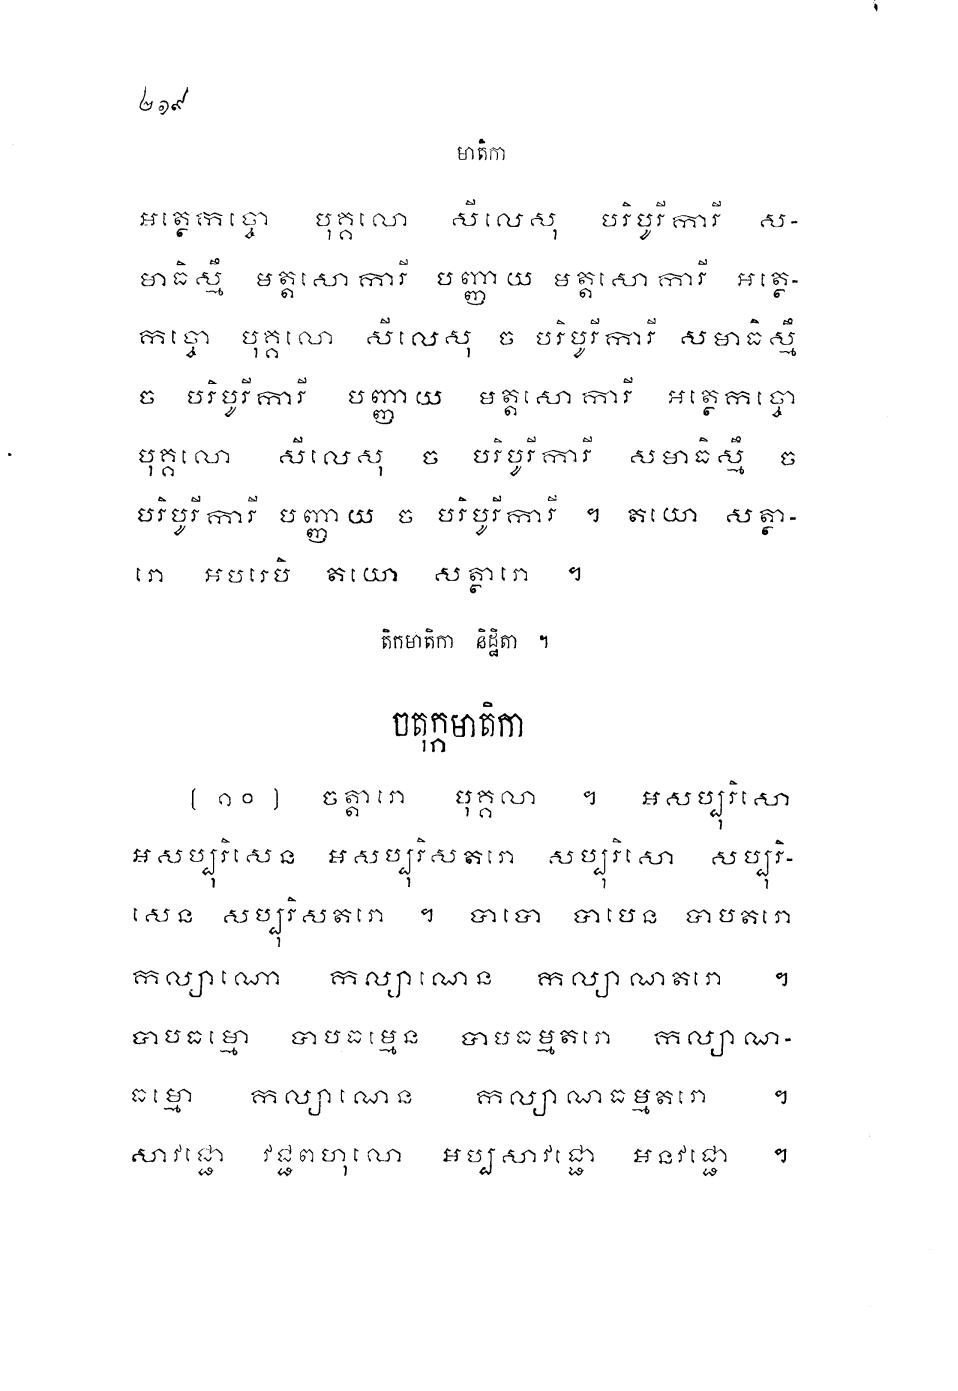 ២១៩
មាតិកា
អត្ថេកច្ចោ បុគ្គលោ សីលេសុ បរិបូរីការី ស-
មាធិស្មឹ មត្តសោការី បញ្ញាយ មត្តសោការី អត្ថេ-
កច្ចោ បុគ្គលោ សីលេសុ ច បរិបូរីការី សមាធិស្មឹ
ច បរិបូរីការី បញ្ញាយ មត្តសោការី អត្ថេកច្ចោ
បុគ្គលោ សីលេសុ ច បរិបូរីការី សមាធិស្មឹ ច
បរិបូរីការី បញ្ញាយ ច បរិបូរីការី ។ តយោ សត្ថា-
រោ អបរេបិ តយោ សត្ថារោ ។
តិកមាតិកា និដ្ឋិតា ។
ចតុក្កមាតិកា
(១០) ចត្តារោ បុគ្គលា ។ អសប្បុរិសោ
អសប្បុរិសេន អសប្បុរិសតរោ សប្បុរិសោ សប្បុរិ-
សេន សប្បុរិសតរោ ។ បាបោ បាបេន បាបតរោ
កល្យាណោ កល្យាណេន កល្យាណតរោ ។
បាបធម្មោ បាបធម្មេន បាបធម្មតរោ កល្យាណ-
ធម្មោ កល្យាណេន កល្យាណធម្មតរោ ។
សាវជ្ជោ វជ្ជពហុលោ អប្បសាវជ្ជោ អនវជ្ជោ ។